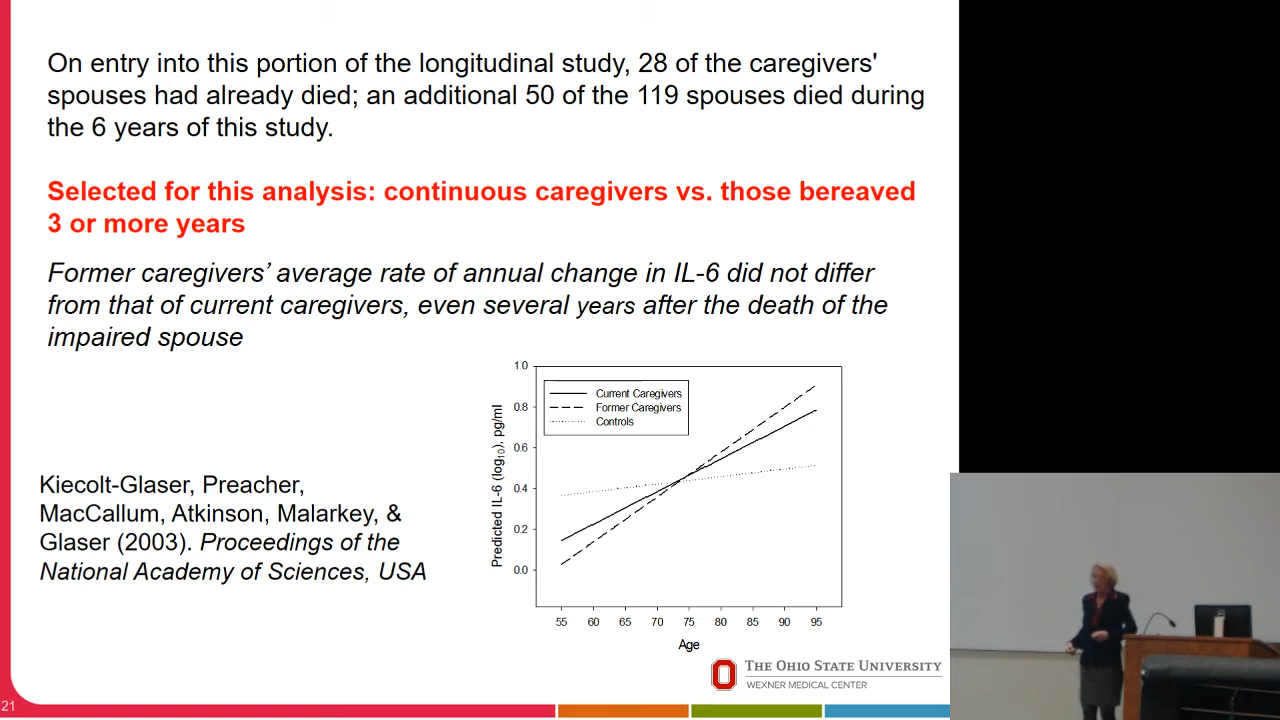 On entry into this portion of the longitudinal study, 28 of the caregivers'
spouses had already died; an additional 50 of the 119 spouses died during
the 6 years of this study.
Selected for this analysis: continuous caregivers vs. those bereaved
3 or more years
Former caregivers’ average rate of annual change in IL-6 did not differ
from that of current caregivers, even several years after the death of the
impaired spouse
Kiecolt-Glaser, Preacher,
MacCallum, Atkinson, Malarkey, &
Glaser (2003). Proceedings of the
National Academy of Sciences, USA
Predicted IL-6 (log10), pg/ml
1.0
0.8
0.6
0.4
0.2
0.0
Current Caregivers
Former Caregivers
Controls
55 60 65 70 75 80 85 90 95
Age
THE OHIO STATE UNIVERSITY
WEXNER MEDICAL CENTER
21